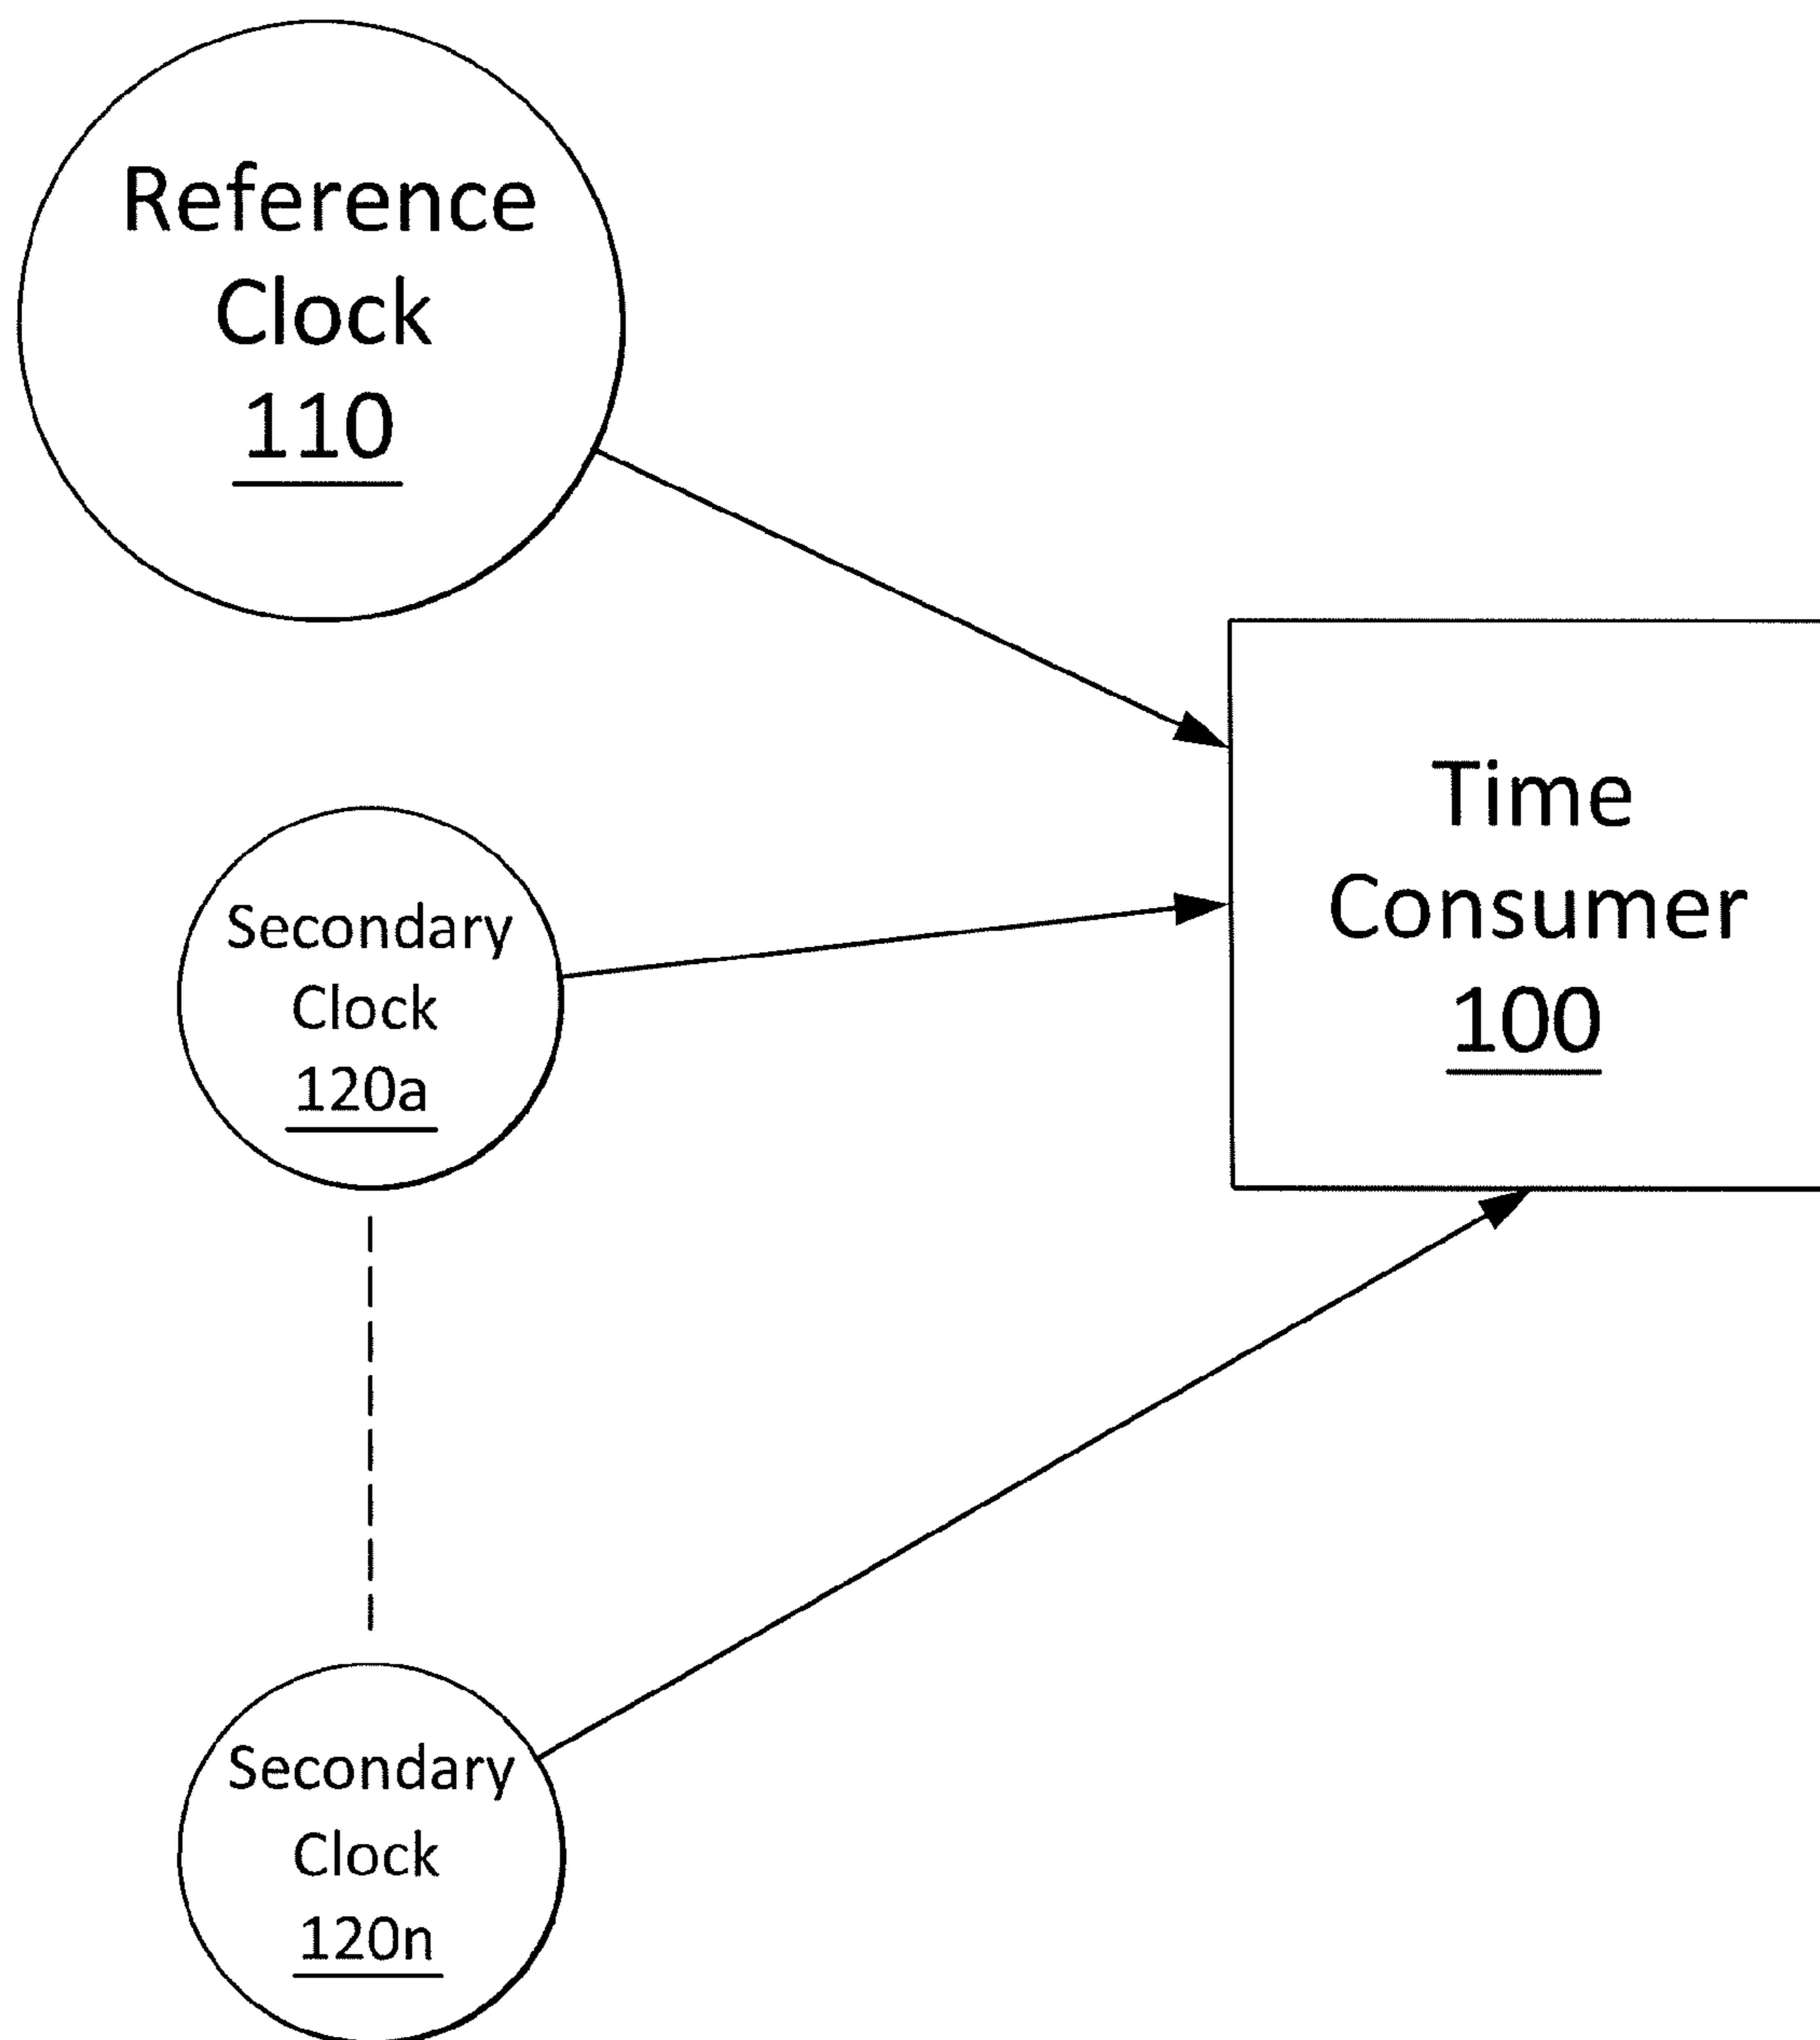 Reference
Clock
110
Time
Consumer
100
Secondary
Clock
120a
Secondary
Clock
120n